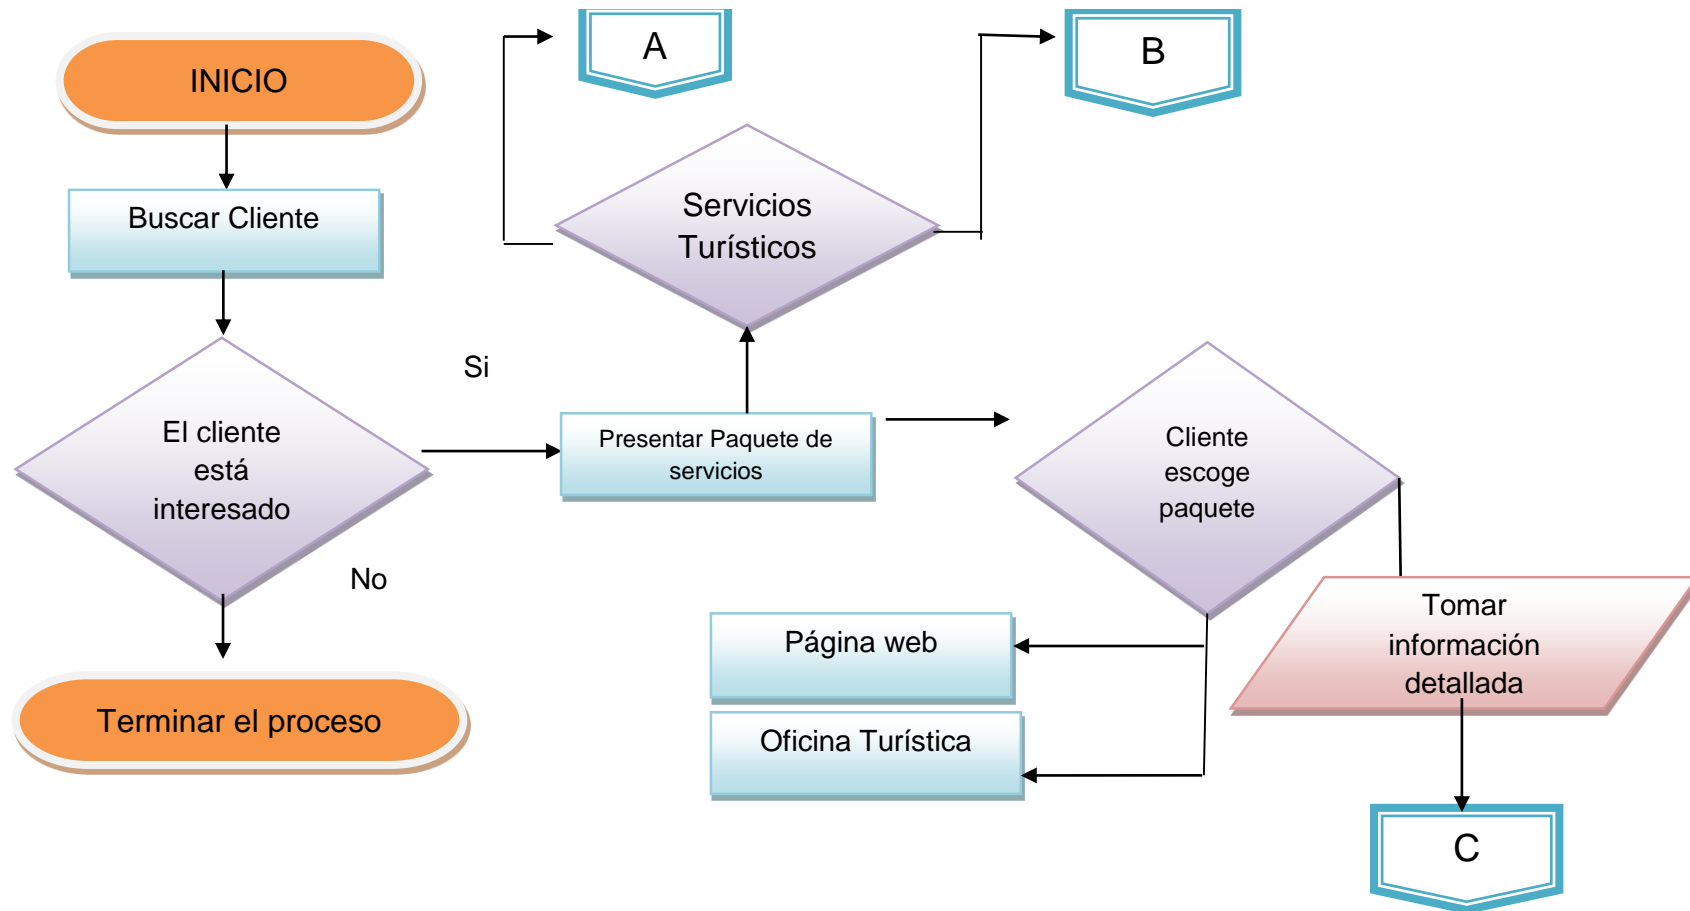 INICIO
A
B
Buscar Cliente
Servicios
Turísticos
Si
El cliente
está
interesado
Presentar Paquete de
servicios
Cliente
escoge
paquete
No
Página web
Tomar
información
detallada
Terminar el proceso
Oficina Turística
C